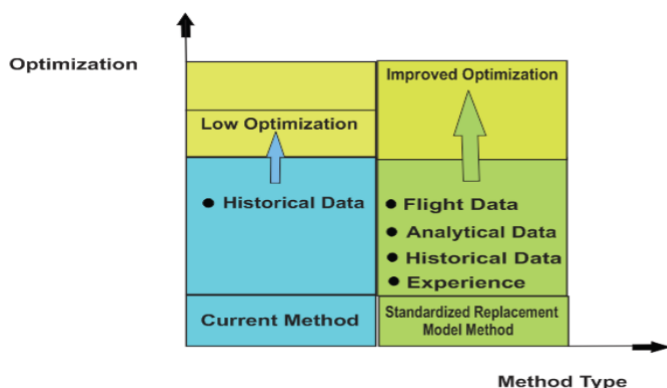 Optimization
Improved Optimization
Low Optimization
● Historical Data
● Flight Data
● Analytical Data
● Historical Data
● Experience
Current Method
Standardized Replacement
Model Method
Method Type